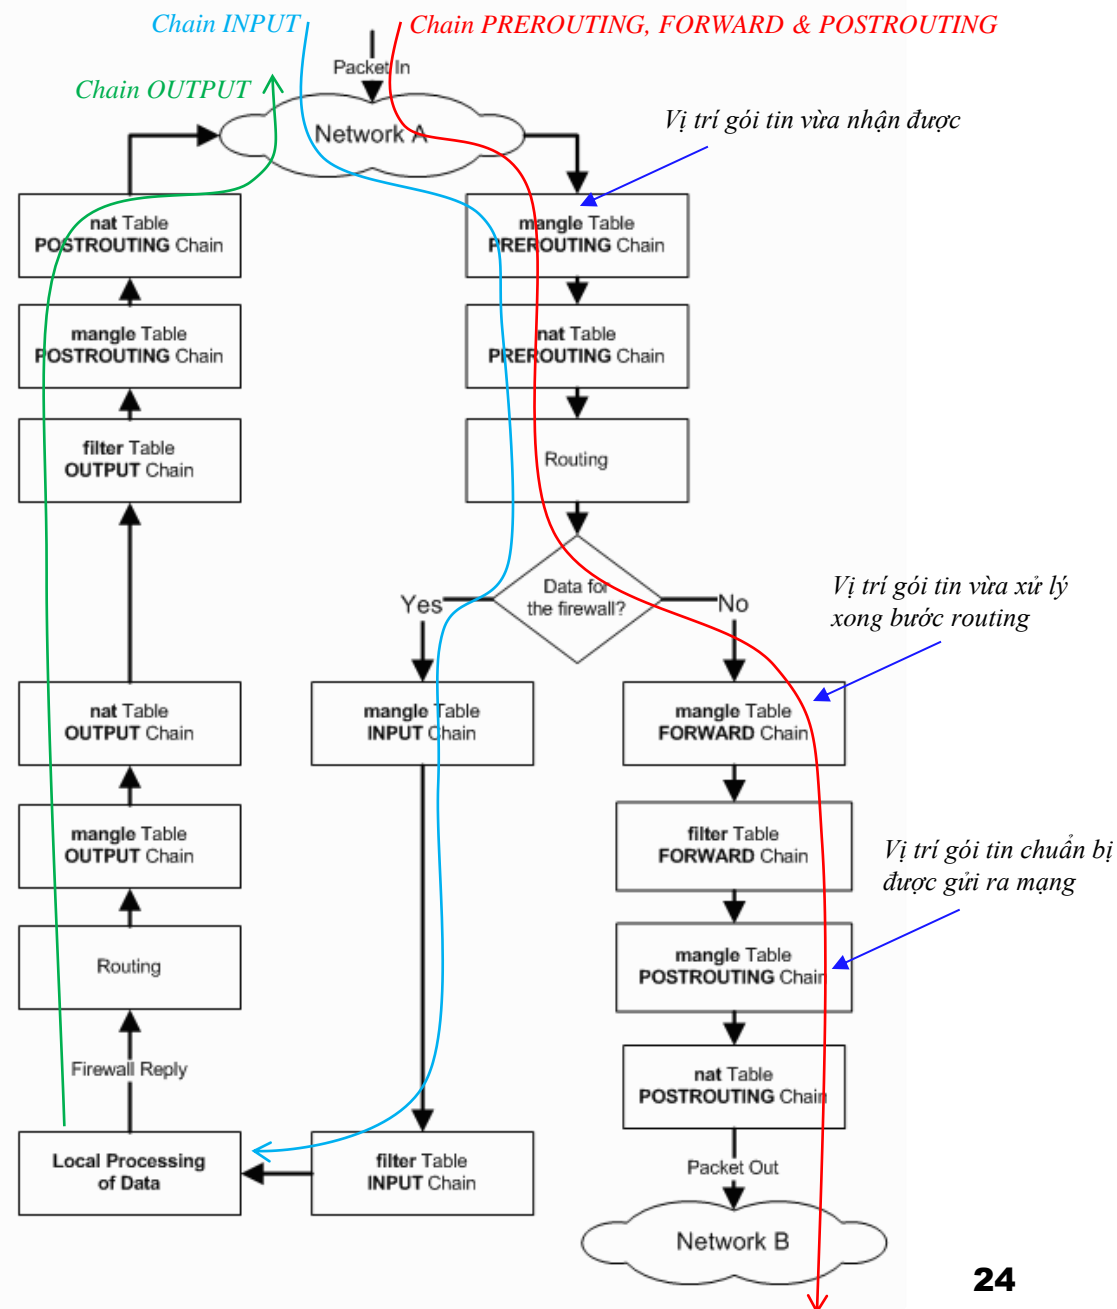 Chain INPUT
Chain PREROUTING, FORWARD & POSTROUTING
Packet In
Chain OUTPUT
Network A
Vị trí gói tin vừa nhận được
nat Table
POSTROUTING Chain
mangle Table
PREROUTING Chain
mangle Table
POSTROUTING Chain
nat Table
PREROUTING Chain
filter Table
OUTPUT Chain
Routing
Data for
the firewall?
Yes
No
Vị trí gói tin vừa xử lý
xong bước routing
nat Table
OUTPUT Chain
mangle Table
INPUT Chain
mangle Table
FORWARD Chain
mangle Table
OUTPUT Chain
filter Table
FORWARD Chain
Vị trí gói tin chuẩn bị
được gửi ra mạng
Routing
mangle Table
POSTROUTING Chain
Firewall Reply
nat Table
POSTROUTING Chain
Local Processing
of Data
filter Table
INPUT Chain
Packet Out
Network B
24